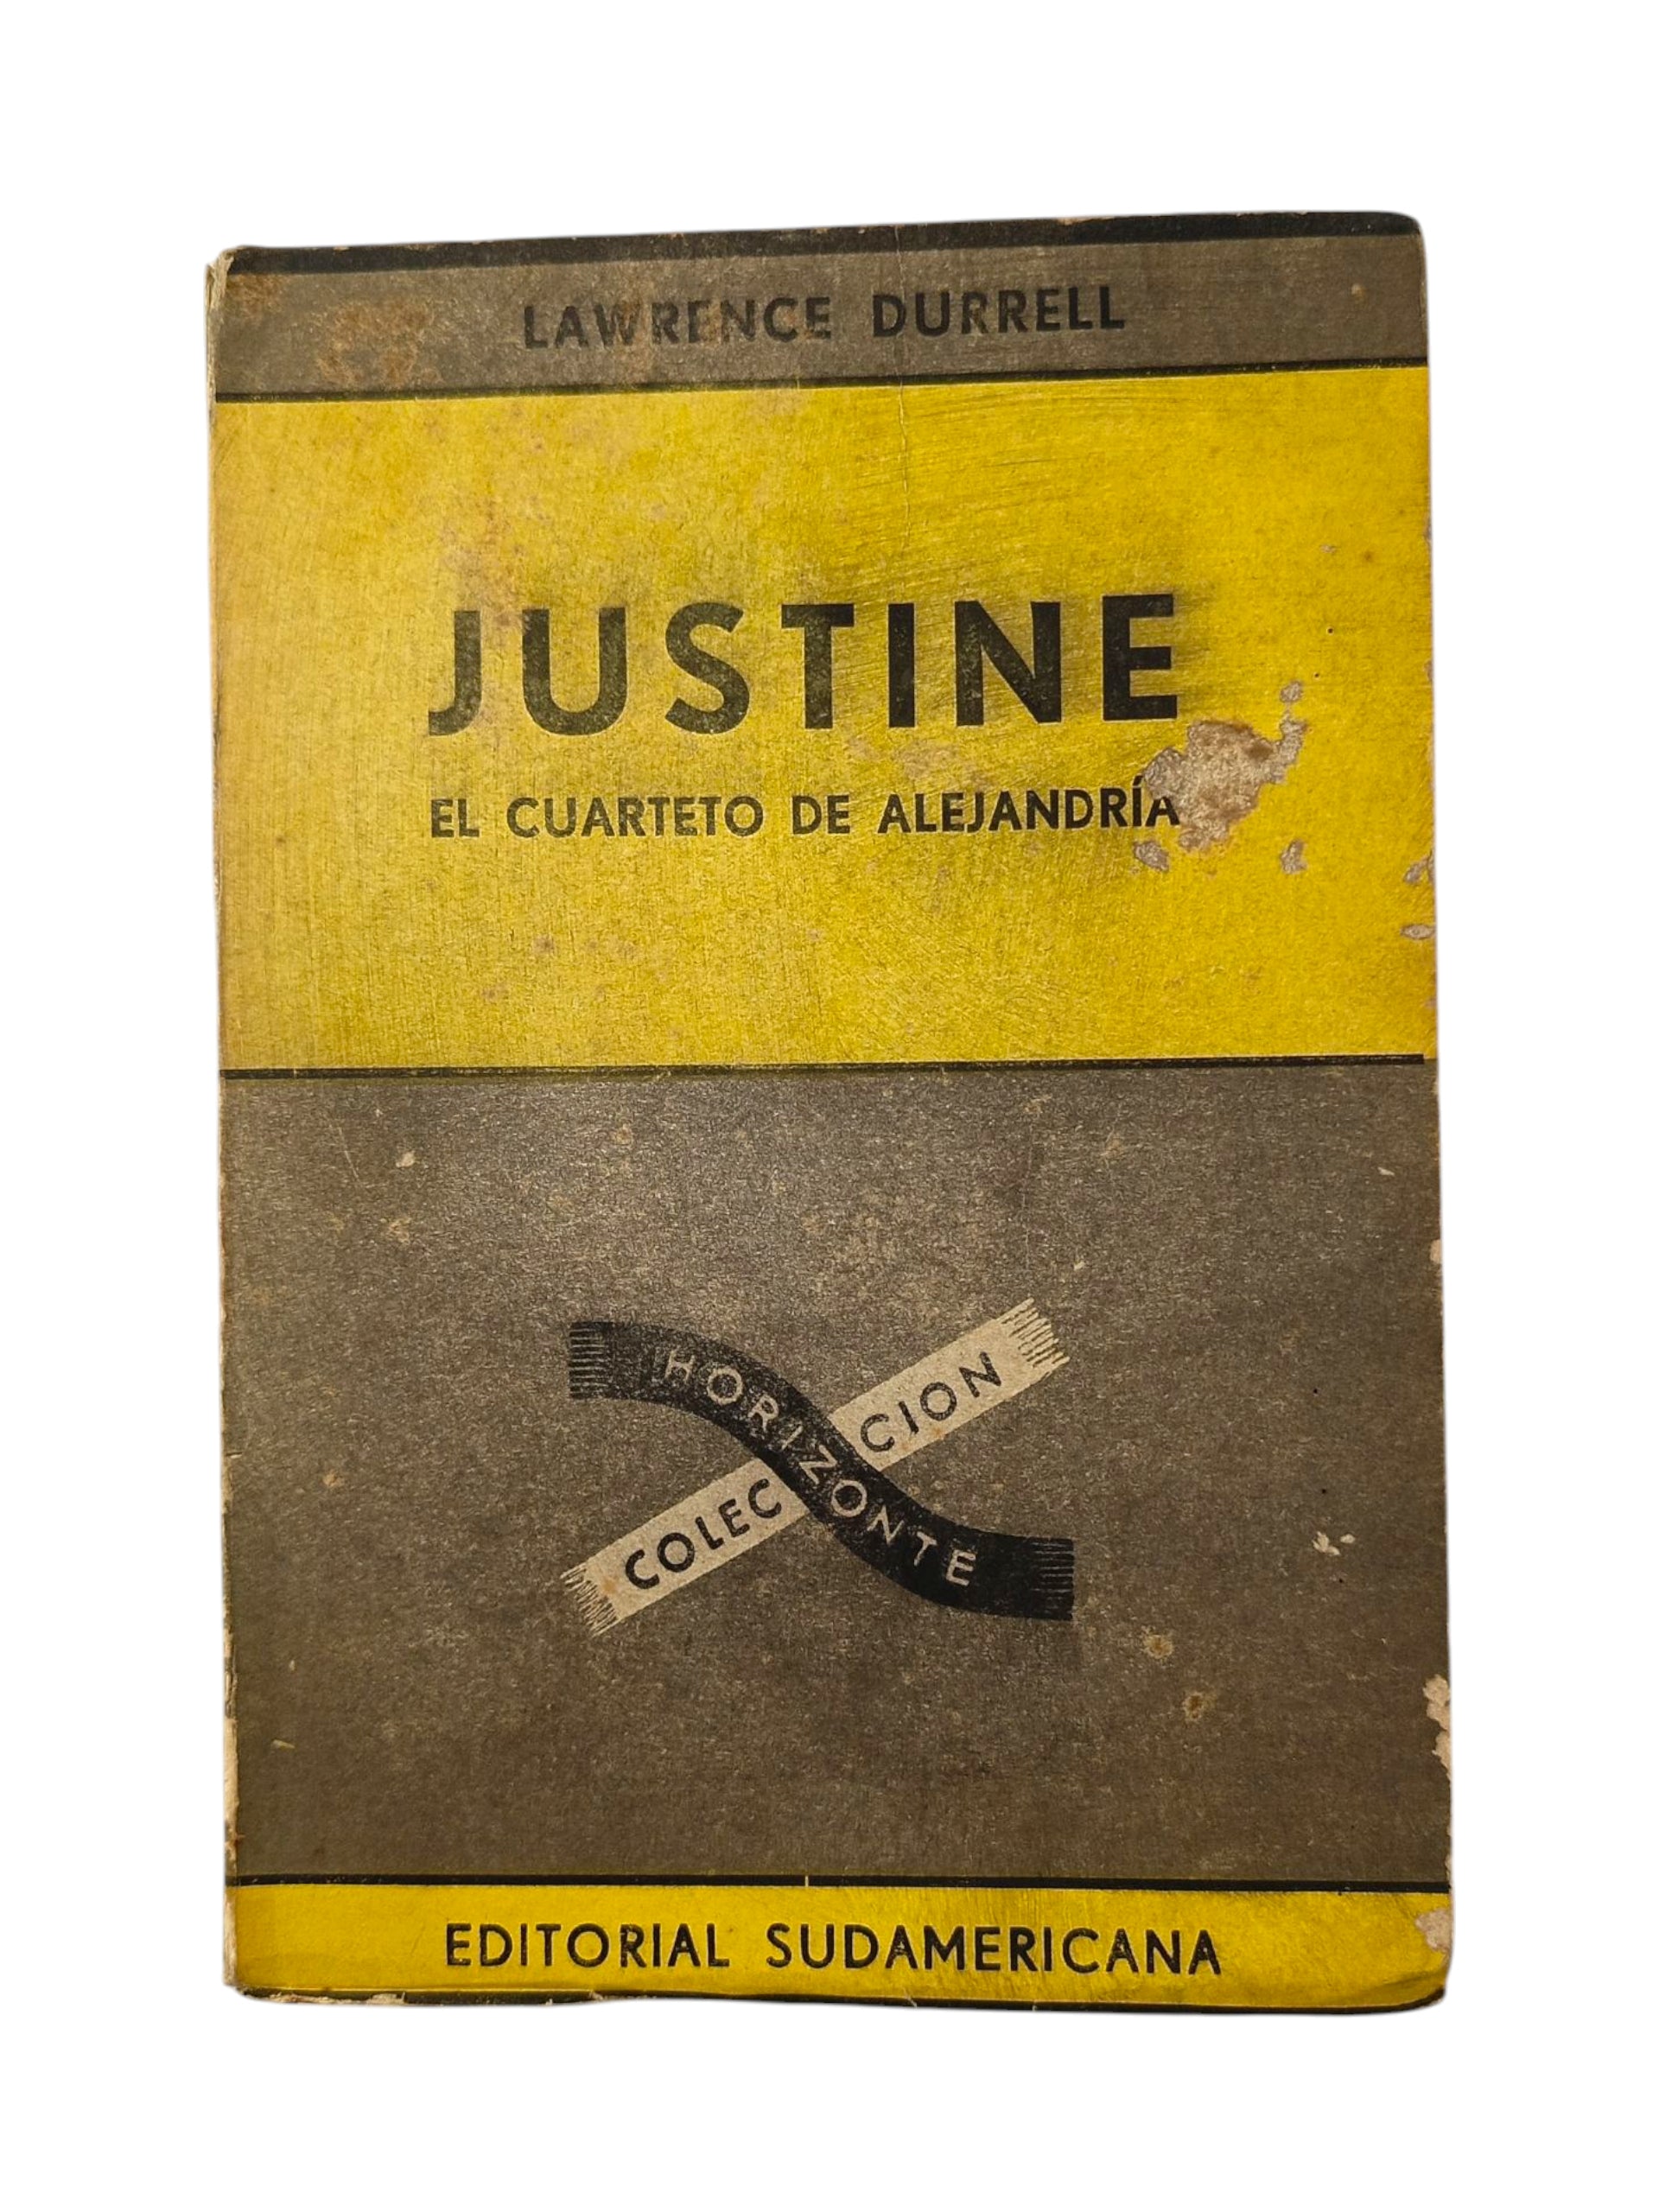 LAWRENCE DURRELL
JUSTINE
EL CUARTETO DE ALEJANDRÍA
COLECCION
HORIZONTE
EDITORIAL SUDAMERICANA